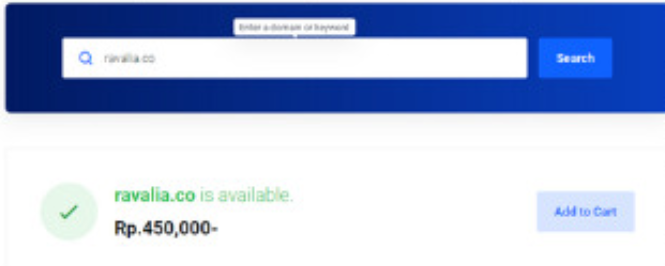 Enter a domain or keyword
ravalia.co
Search
ravalia.co is available.
Rp.450,000-
Add to Cart